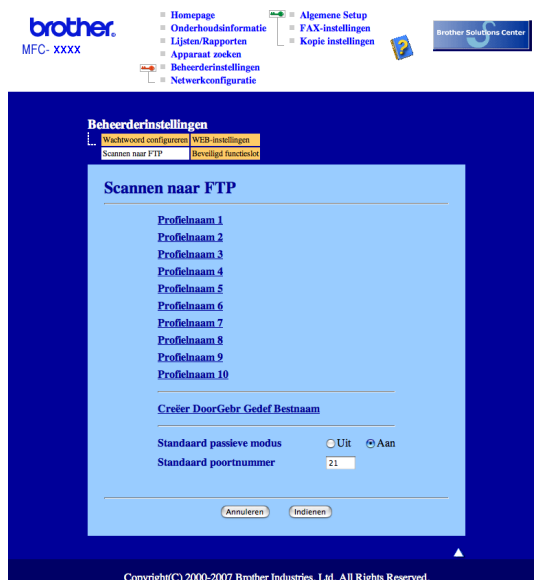 brother.
MFC- XXXX
Homepage
Onderhoudsinformatie
Lijsten/Rapporten
Apparaat zoeken
Beheerderinstellingen
Netwerkconfiguratie
Algemene Setup
FAX-instellingen
Kopie instellingen
?
Brother Solutions Center
Beheerderinstellingen
Wachtwoord configureren WEB-instellingen
Scannen naar FTP Beveiligd functieslot
Scannen naar FTP
Profielnaam 1
Profielnaam 2
Profielnaam 3
Profielnaam 4
Profielnaam 5
Profielnaam 6
Profielnaam 7
Profielnaam 8
Profielnaam 9
Profielnaam 10
Creëer DoorGebr Gedef Bestnaam
Standaard passieve modus Uit Aan
Standaard poortnummer 21
Annuleren Indienen
Copyright(C) 2000-2007 Brother Industries, Ltd. All Rights Reserved.